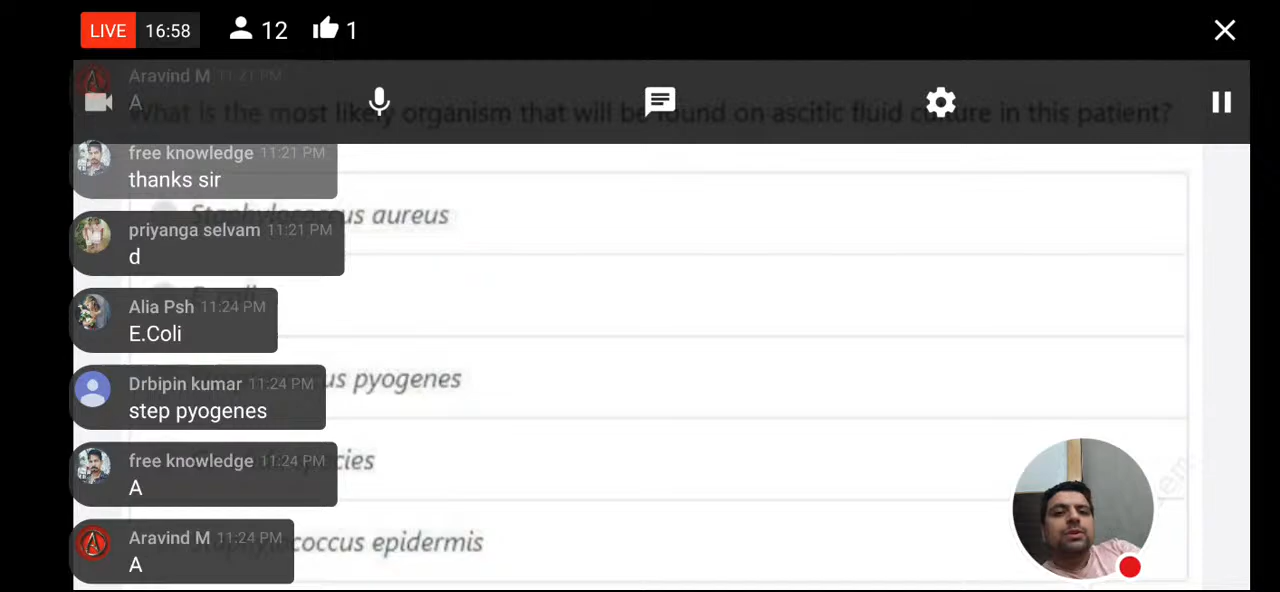 LIVE 16:58 12 1
Aravind M 11:21 PM
A
What is the most likely organism that will be found on ascitic fluid culture in this patient?
free knowledge 11:21 PM
thanks sir
Staphylococcus aureus
priyanga selvam 11:21 PM
d
Alia Psh 11:24 PM
E.Coli
Drbipin kumar 11:24 PM
step pyogenes
us pyogenes
free knowledge 11:24 PM
A
cies
Aravind M 11:24 PM
A
Staphylococcus epidermis